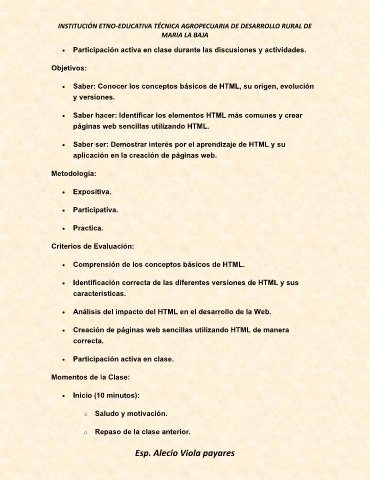 INSTITUCIÓN ETNO-EDUCATIVA TÉCNICA AGROPECUARIA DE DESARROLLO RURAL DE
MARIA LA BAJA
• Participación activa en clase durante las discusiones y actividades.
Objetivos:
• Saber: Conocer los conceptos básicos de HTML, su origen, evolución
y versiones.
• Saber hacer: Identificar los elementos HTML más comunes y crear
páginas web sencillas utilizando HTML.
• Saber ser: Demostrar interés por el aprendizaje de HTML y su
aplicación en la creación de páginas web.
Metodología:
• Expositiva.
• Participativa.
• Practica.
Criterios de Evaluación:
• Comprensión de los conceptos básicos de HTML.
• Identificación correcta de las diferentes versiones de HTML y sus
características.
• Análisis del impacto del HTML en el desarrollo de la Web.
• Creación de páginas web sencillas utilizando HTML de manera
correcta.
• Participación activa en clase.
Momentos de la Clase:
• Inicio (10 minutos):
o Saludo y motivación.
o Repaso de la clase anterior.
Esp. Alecio Viola payares